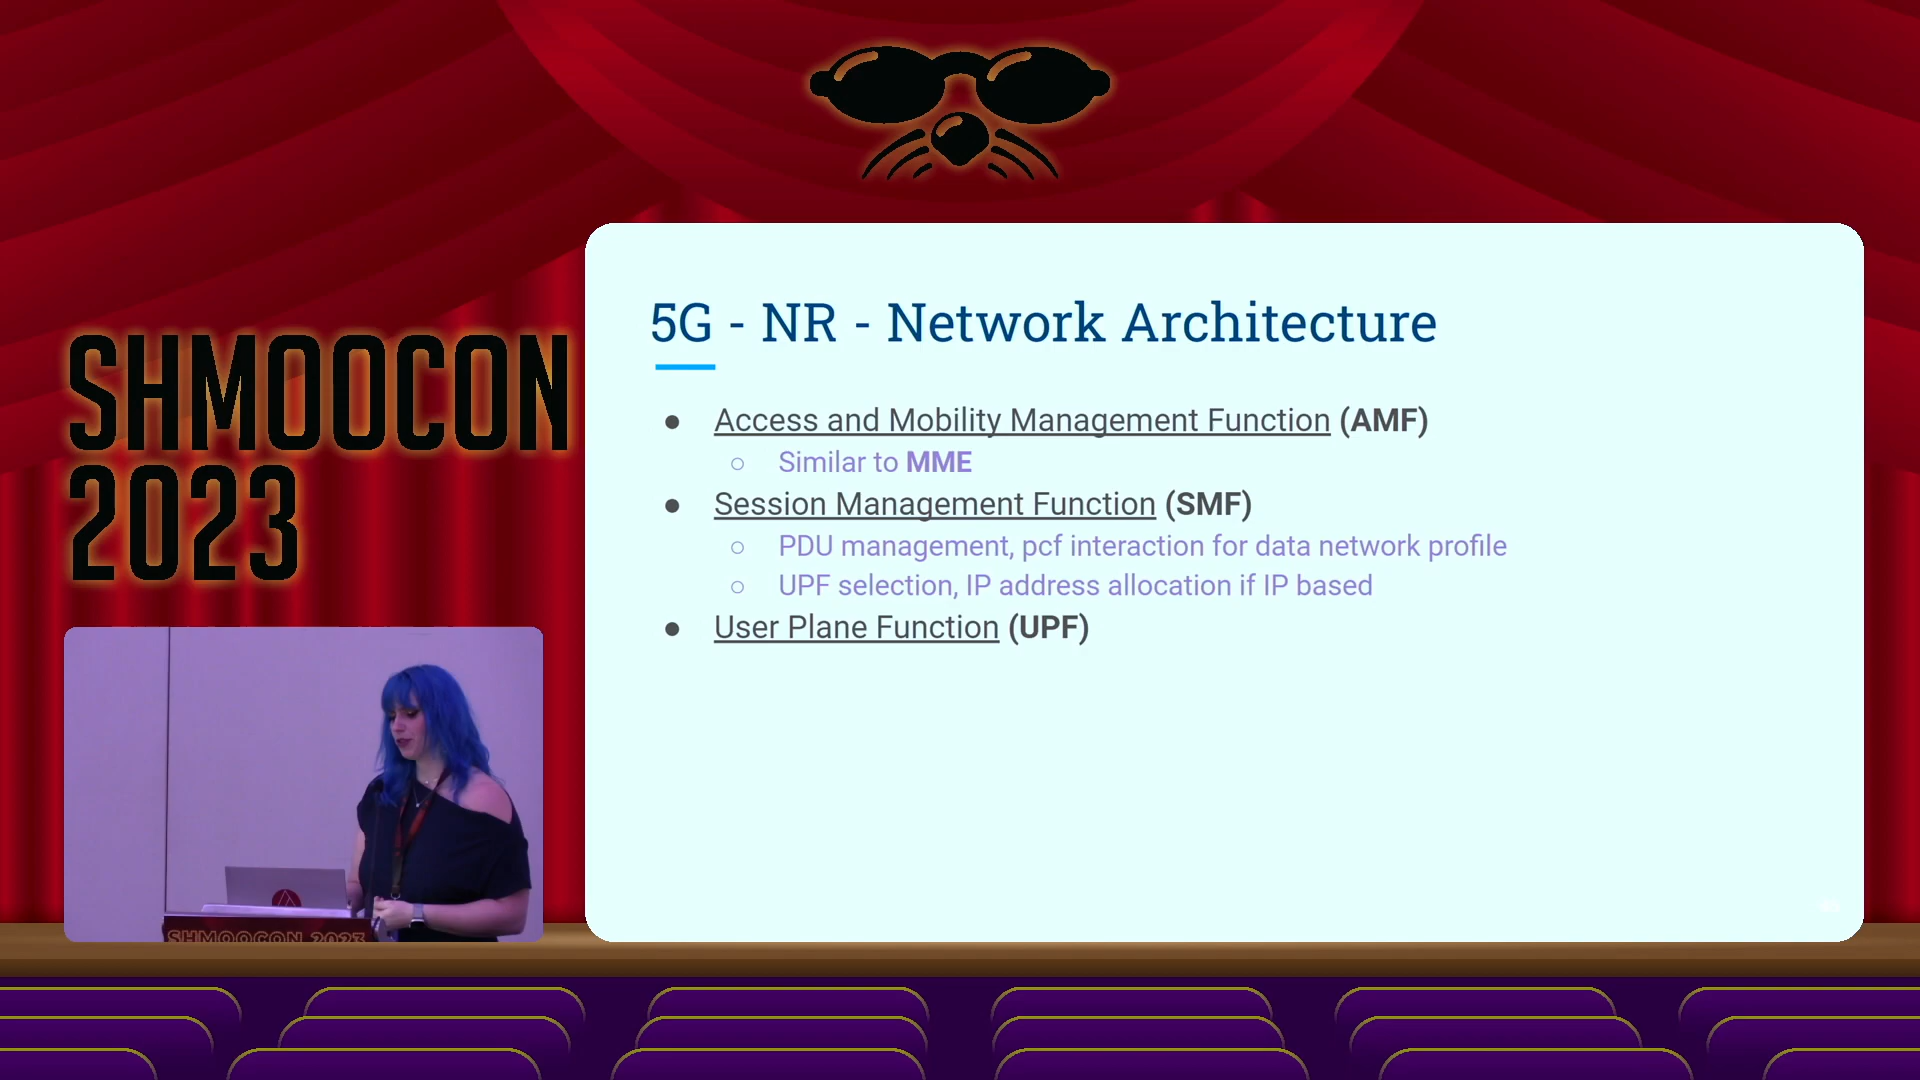 SHMOOCON
2023
5G - NR - Network Architecture
● Access and Mobility Management Function (AMF)
○ Similar to MME
● Session Management Function (SMF)
○ PDU management, pcf interaction for data network profile
○ UPF selection, IP address allocation if IP based
● User Plane Function (UPF)
SHMOOCON 2023